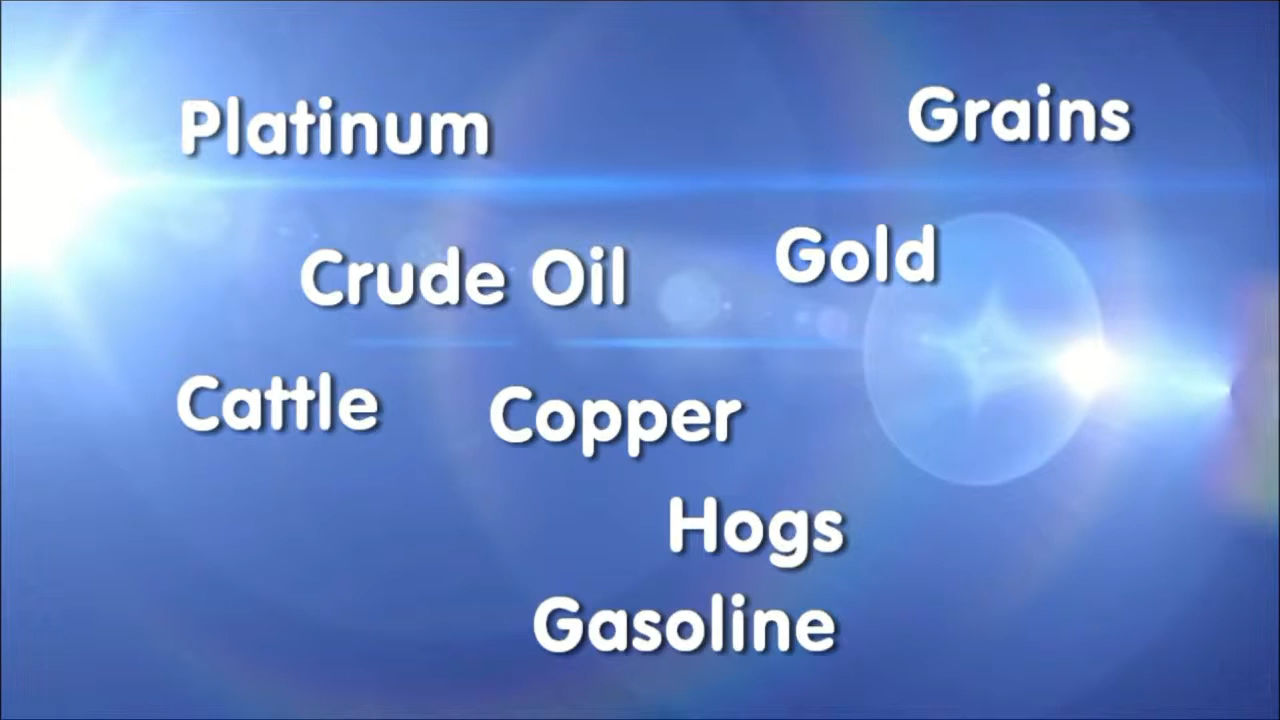 Platinum
Grains
Crude Oil
Gold
Cattle
Copper
Hogs
Gasoline